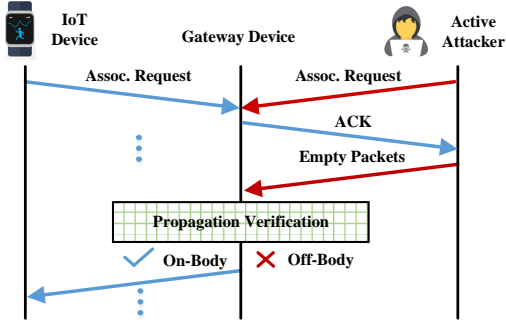 IoT
Device
Gateway Device
Active
Attacker
Assoc. Request
Assoc. Request
ACK
Empty Packets
Propagation Verification
On-Body
Off-Body